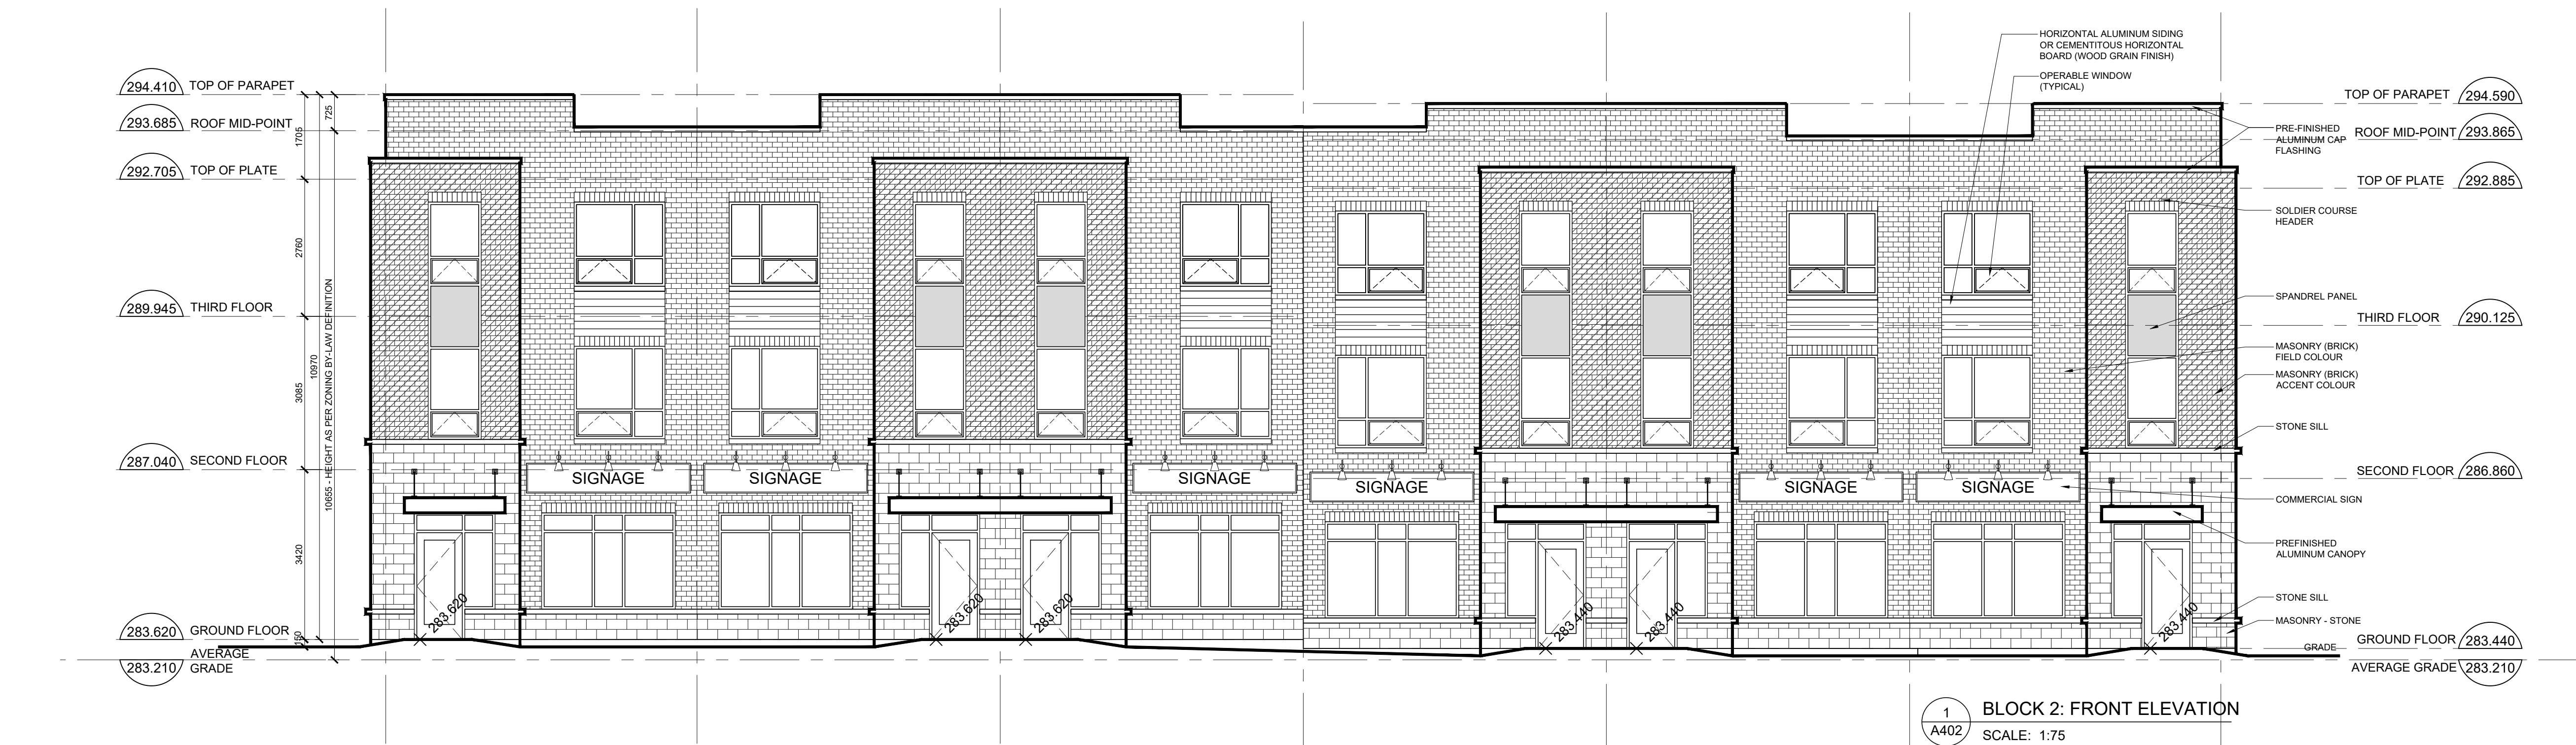 HORIZONTAL ALUMINUM SIDING
OR CEMENTITOUS HORIZONTAL
BOARD (WOOD GRAIN FINISH)
OPERABLE WINDOW
(TYPICAL)
294.410 TOP OF PARAPET
293.685 ROOF MID-POINT
292.705 TOP OF PLATE
289.945 THIRD FLOOR
287.040 SECOND FLOOR
283.620 GROUND FLOOR
AVERAGE
283.210 GRADE
725
1705
2760
3085
3420
150
10970
10655 - HEIGHT AS PER ZONING BY-LAW DEFINITION
SIGNAGE
SIGNAGE
SIGNAGE
SIGNAGE
SIGNAGE
SIGNAGE
283.620
283.620
283.620
283.440
283.440
283.440
TOP OF PARAPET 294.590
PRE-FINISHED
ALUMINUM CAP
FLASHING
ROOF MID-POINT 293.865
TOP OF PLATE 292.885
SOLDIER COURSE
HEADER
SPANDREL PANEL
THIRD FLOOR 290.125
MASONRY (BRICK)
FIELD COLOUR
MASONRY (BRICK)
ACCENT COLOUR
STONE SILL
SECOND FLOOR 286.860
COMMERCIAL SIGN
PREFINISHED
ALUMINUM CANOPY
STONE SILL
MASONRY - STONE
GROUND FLOOR 283.440
GRADE
AVERAGE GRADE 283.210
1
A402
BLOCK 2: FRONT ELEVATION
SCALE: 1:75